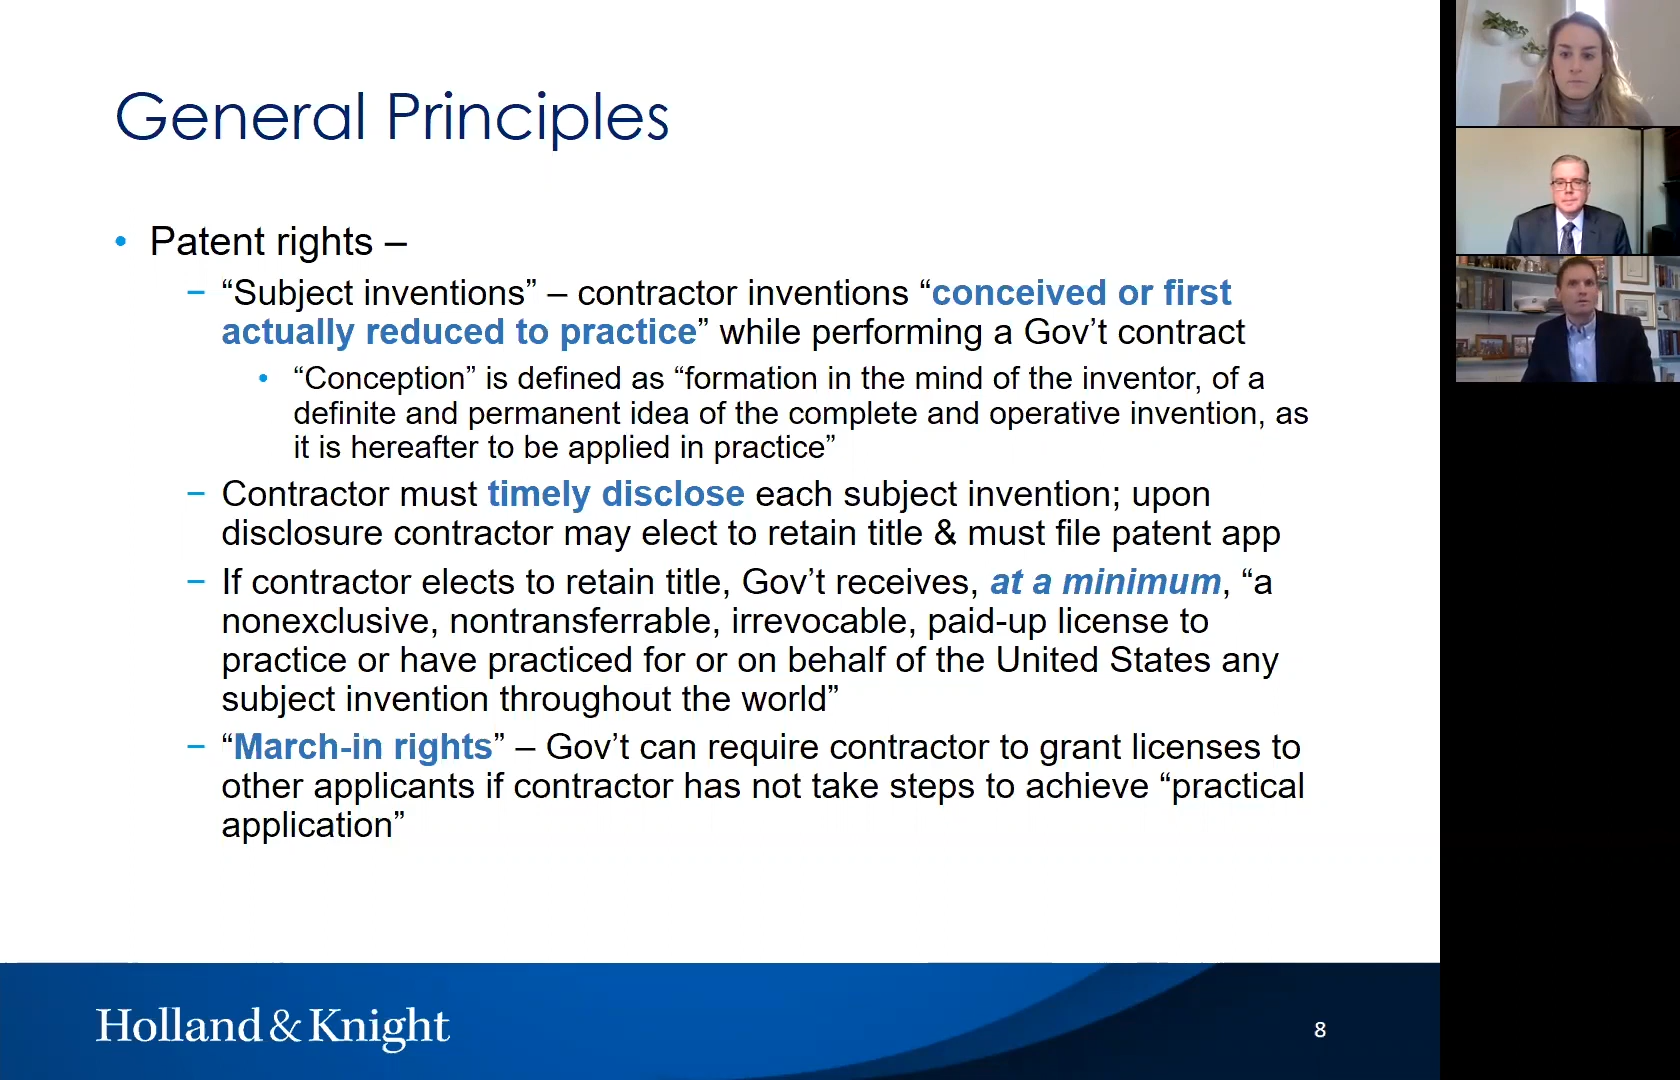 General Principles
• Patent rights –
– “Subject inventions” – contractor inventions “conceived or first
actually reduced to practice” while performing a Gov’t contract
• “Conception” is defined as “formation in the mind of the inventor, of a
definite and permanent idea of the complete and operative invention, as
it is hereafter to be applied in practice”
– Contractor must timely disclose each subject invention; upon
disclosure contractor may elect to retain title & must file patent app
– If contractor elects to retain title, Gov’t receives, at a minimum, “a
nonexclusive, nontransferrable, irrevocable, paid-up license to
practice or have practiced for or on behalf of the United States any
subject invention throughout the world”
– “March-in rights” – Gov’t can require contractor to grant licenses to
other applicants if contractor has not take steps to achieve “practical
application”
Holland & Knight
8